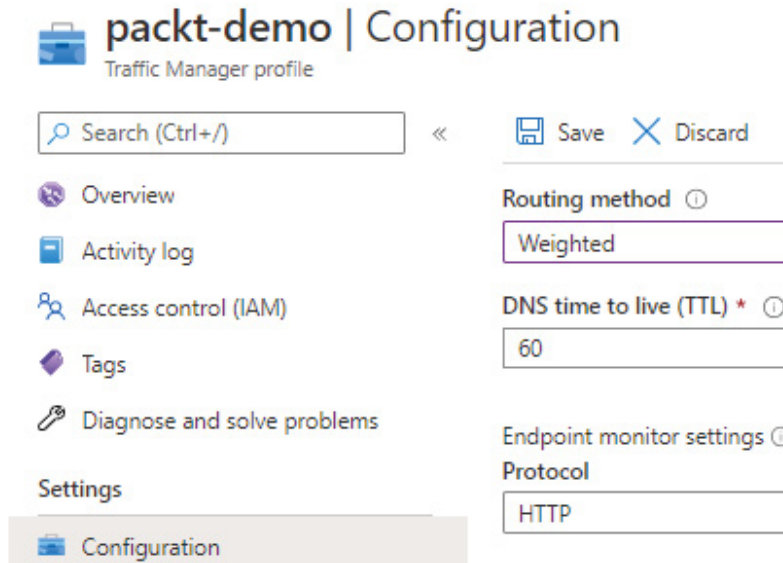 packt-demo | Configuration
Traffic Manager profile
Search (Ctrl+/)
«
Overview
Activity log
Access control (IAM)
Tags
Diagnose and solve problems
Settings
Configuration
Save
Discard
Routing method
Weighted
DNS time to live (TTL) *
60
Endpoint monitor settings
Protocol
HTTP